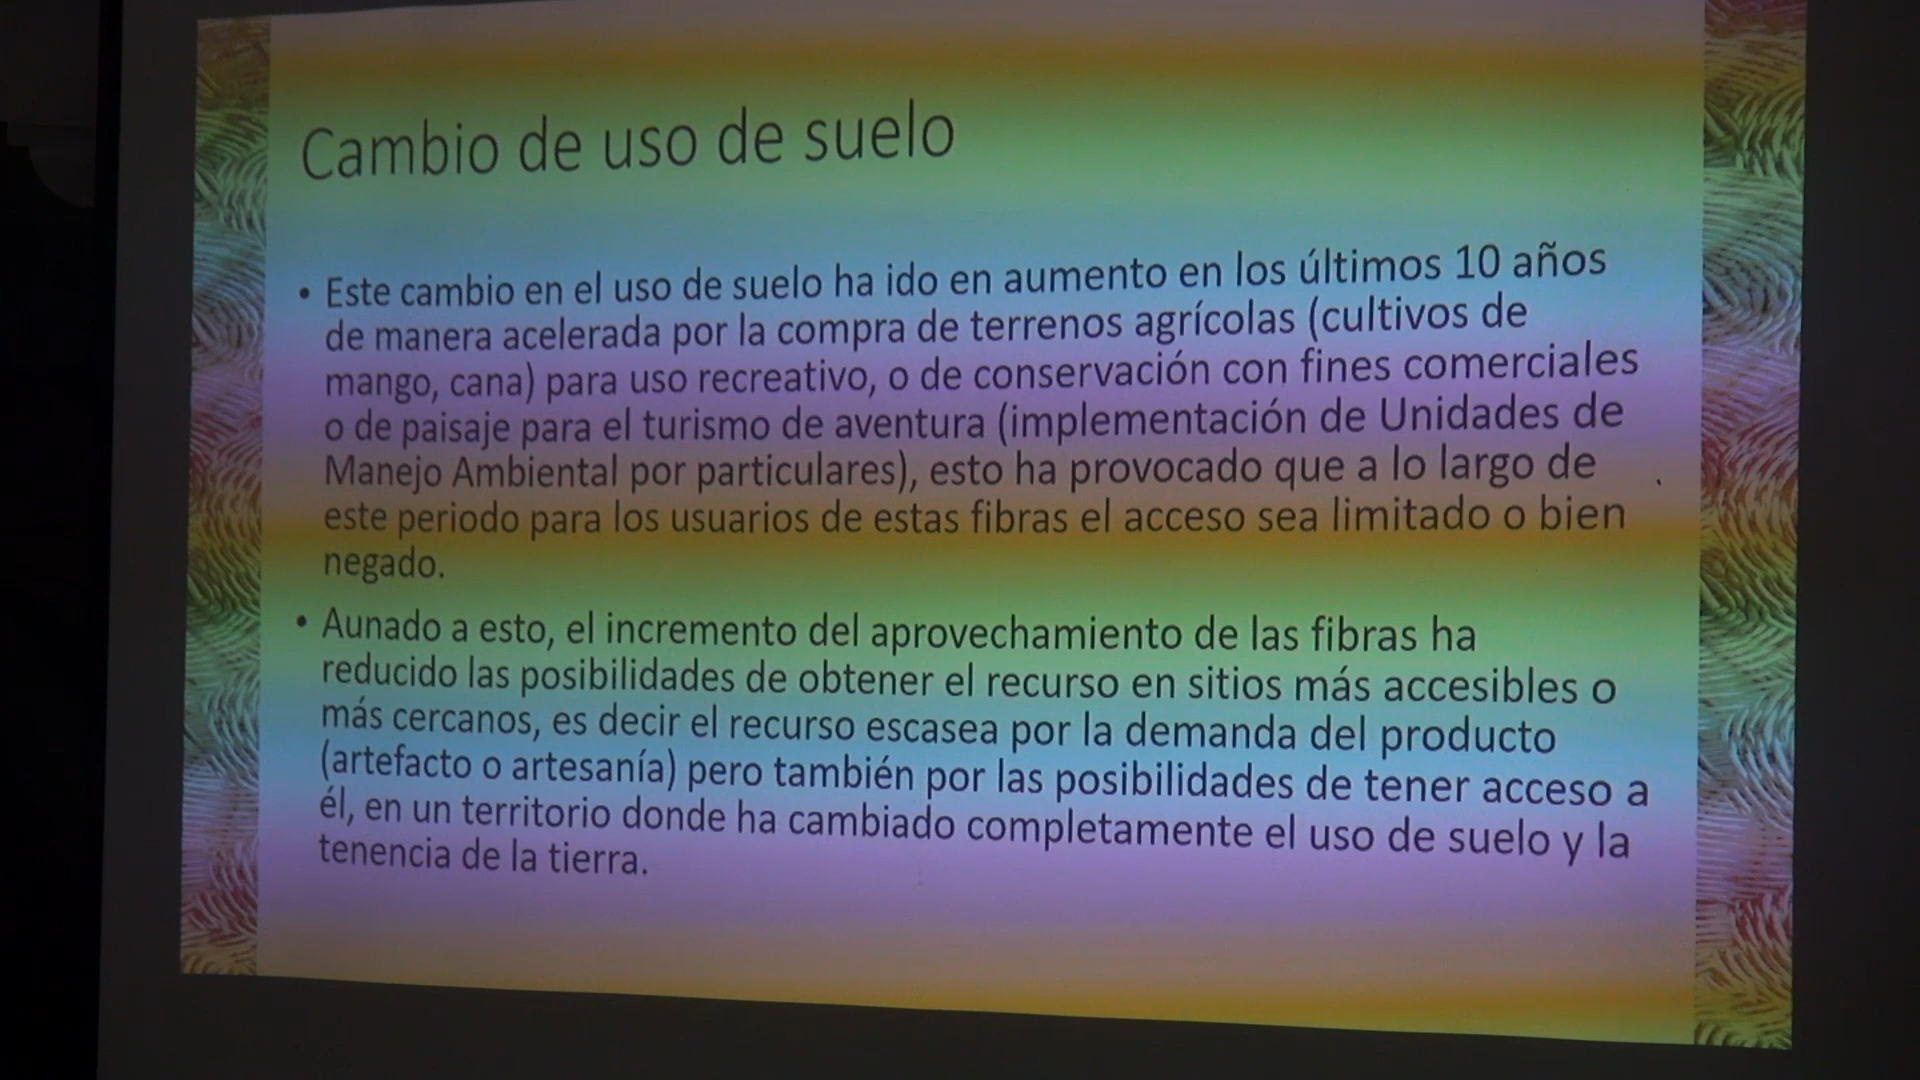 Cambio de uso de suelo
• Este cambio en el uso de suelo ha ido en aumento en los últimos 10 años
de manera acelerada por la compra de terrenos agrícolas (cultivos de
mango, cana) para uso recreativo, o de conservación con fines comerciales
o de paisaje para el turismo de aventura (implementación de Unidades de
Manejo Ambiental por particulares), esto ha provocado que a lo largo de
este periodo para los usuarios de estas fibras el acceso sea limitado o bien
negado.
• Aunado a esto, el incremento del aprovechamiento de las fibras ha
reducido las posibilidades de obtener el recurso en sitios más accesibles o
más cercanos, es decir el recurso escasea por la demanda del producto
(artefacto o artesanía) pero también por las posibilidades de tener acceso a
él, en un territorio donde ha cambiado completamente el uso de suelo y la
tenencia de la tierra.